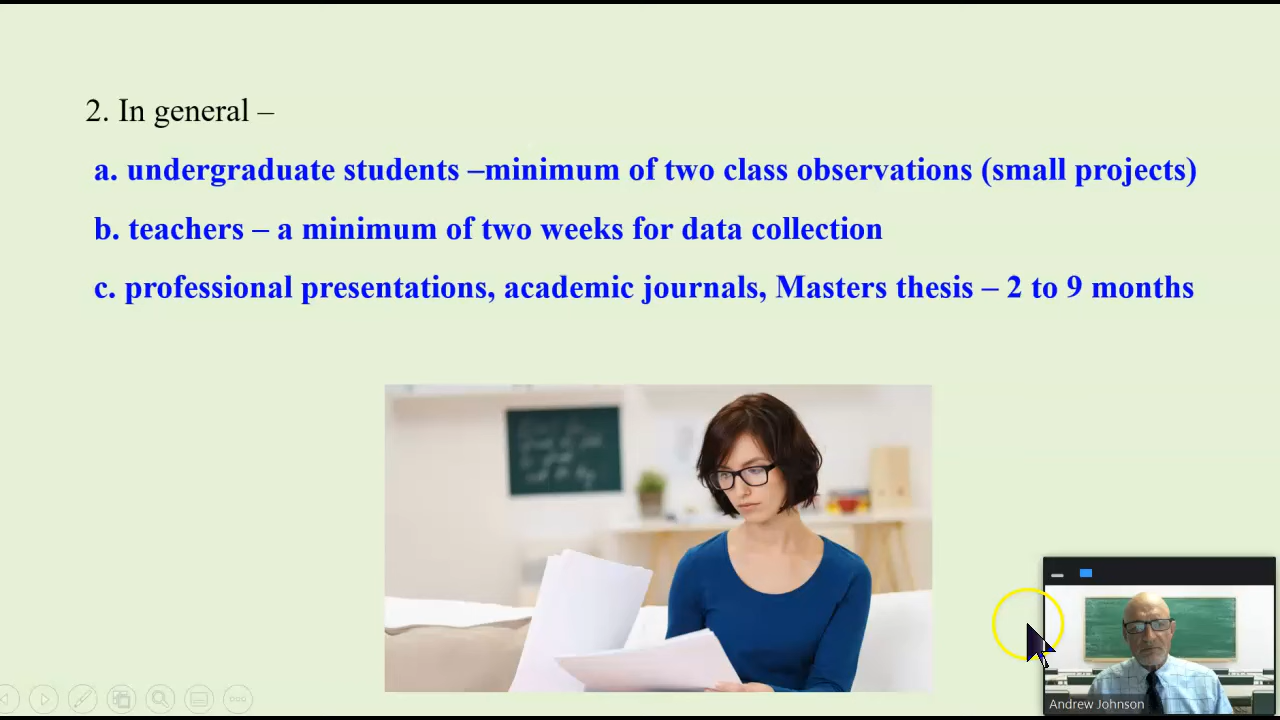 2. In general –
a. undergraduate students –minimum of two class observations (small projects)
b. teachers – a minimum of two weeks for data collection
c. professional presentations, academic journals, Masters thesis – 2 to 9 months
Andrew Johnson